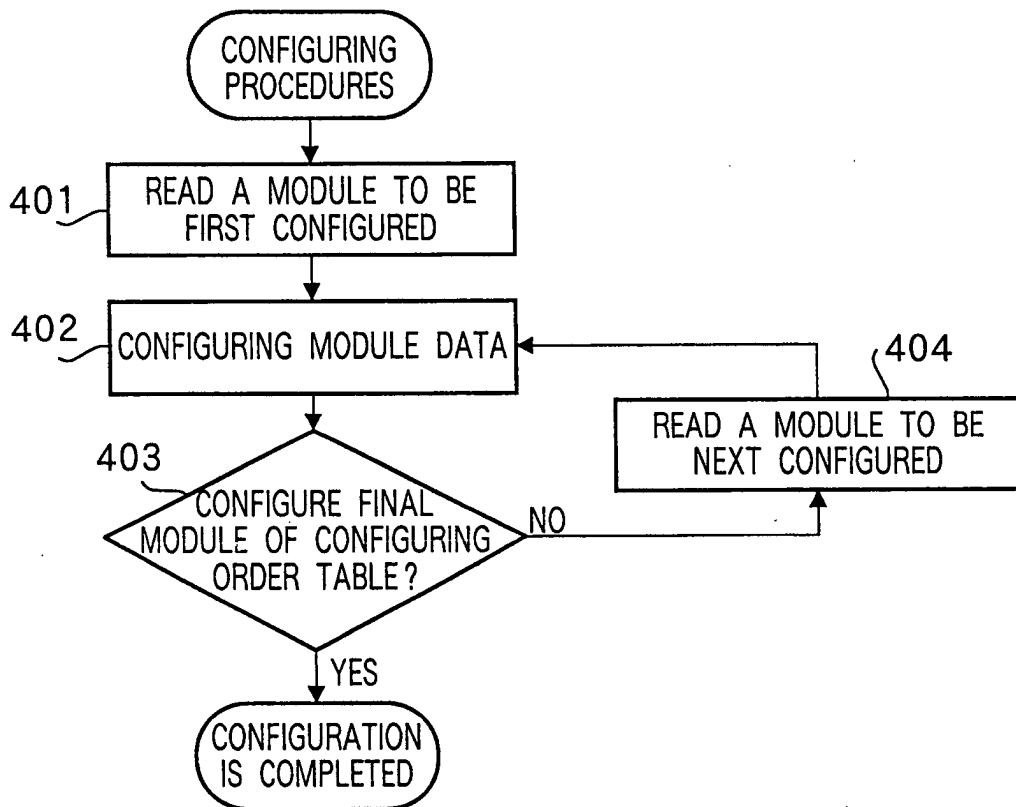 CONFIGURING
PROCEDURES
401
READ A MODULE TO BE
FIRST CONFIGURED
402
CONFIGURING MODULE DATA
404
READ A MODULE TO BE
NEXT CONFIGURED
403
CONFIGURE FINAL
MODULE OF CONFIGURING
ORDER TABLE?
NO
YES
CONFIGURATION
IS COMPLETED